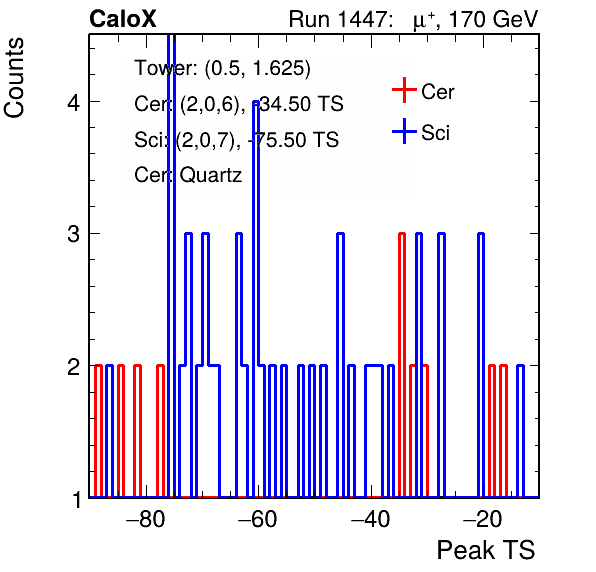 CaloX Run 1447: μ⁺, 170 GeV
Counts
Tower: (0.5, 1.625)
Cer: (2,0,6), -34.50 TS
Sci: (2,0,7), -75.50 TS
Cer: Quartz
Cer
Sci
4
3
2
1
−80 −60 −40 −20
Peak TS